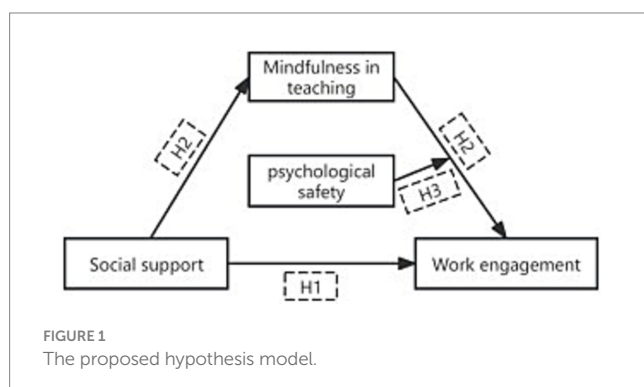 Mindfulness in
teaching
H2
H2
psychological
safety
H3
Social support
Work engagement
H1
FIGURE 1
The proposed hypothesis model.